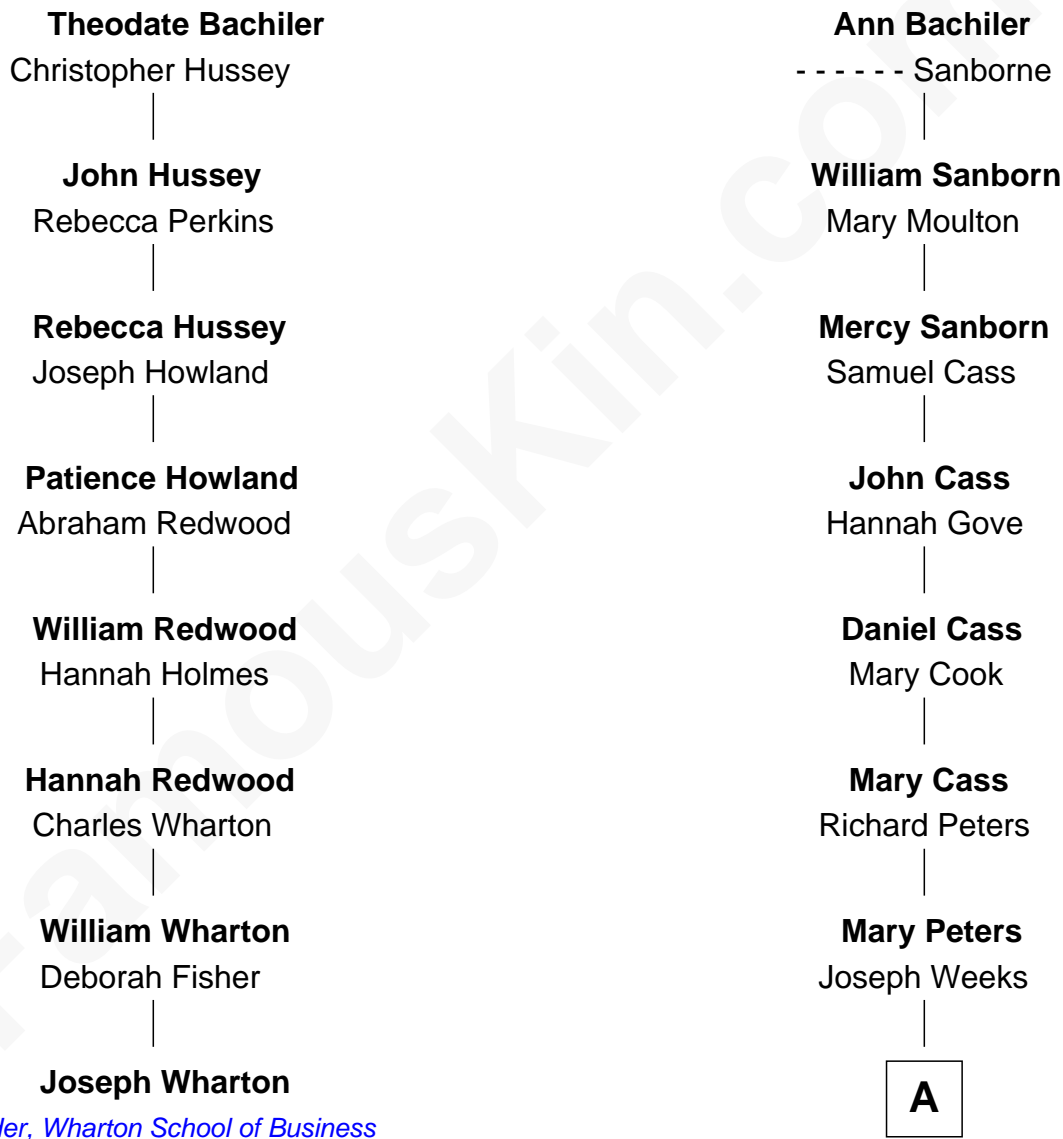 Theodate Bachiler
Christopher Hussey
John Hussey
Rebecca Perkins
Rebecca Hussey
Joseph Howland
Patience Howland
Abraham Redwood
William Redwood
Hannah Holmes
Hannah Redwood
Charles Wharton
William Wharton
Deborah Fisher
Joseph Wharton
Wharton School of Business
Ann Bachiler
- - - - - - Sanborne
William Sanborn
Mary Moulton
Mercy Sanborn
Samuel Cass
John Cass
Hannah Gove
Daniel Cass
Mary Cook
Mary Cass
Richard Peters
Mary Peters
Joseph Weeks
A
FamousKin.com